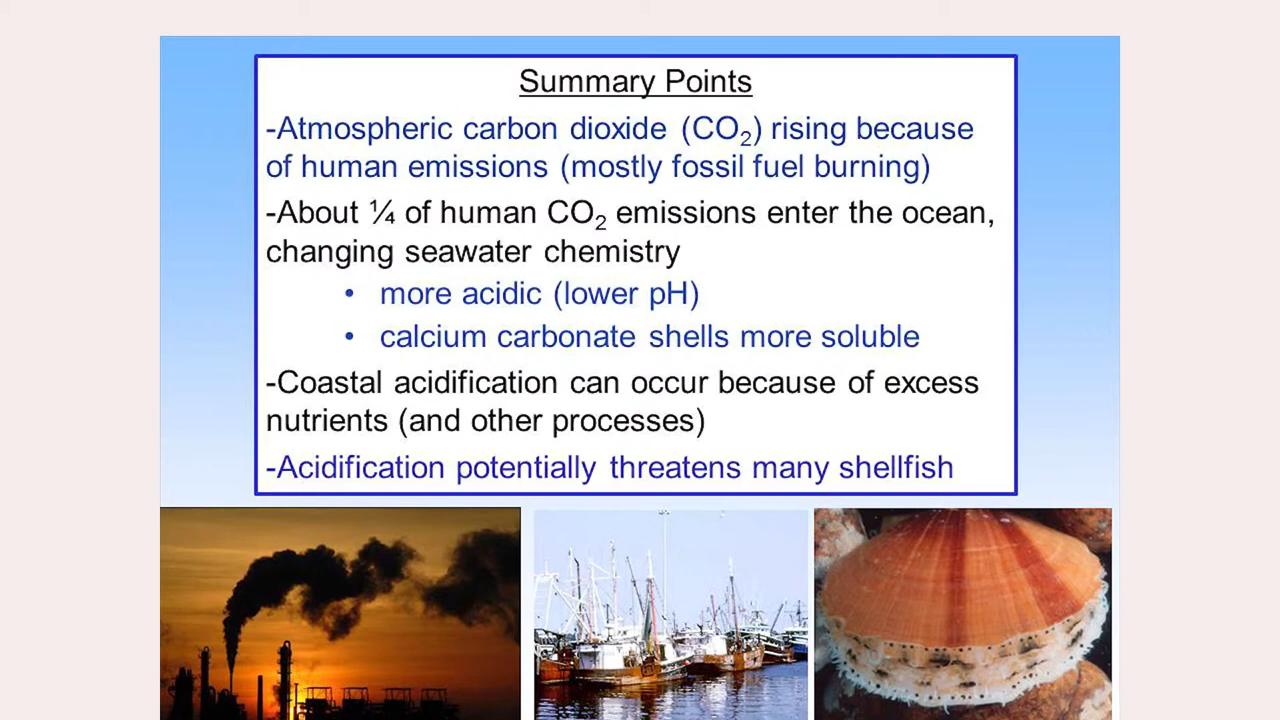 Summary Points
-Atmospheric carbon dioxide (CO₂) rising because
of human emissions (mostly fossil fuel burning)
-About ¼ of human CO₂ emissions enter the ocean,
changing seawater chemistry
• more acidic (lower pH)
• calcium carbonate shells more soluble
-Coastal acidification can occur because of excess
nutrients (and other processes)
-Acidification potentially threatens many shellfish